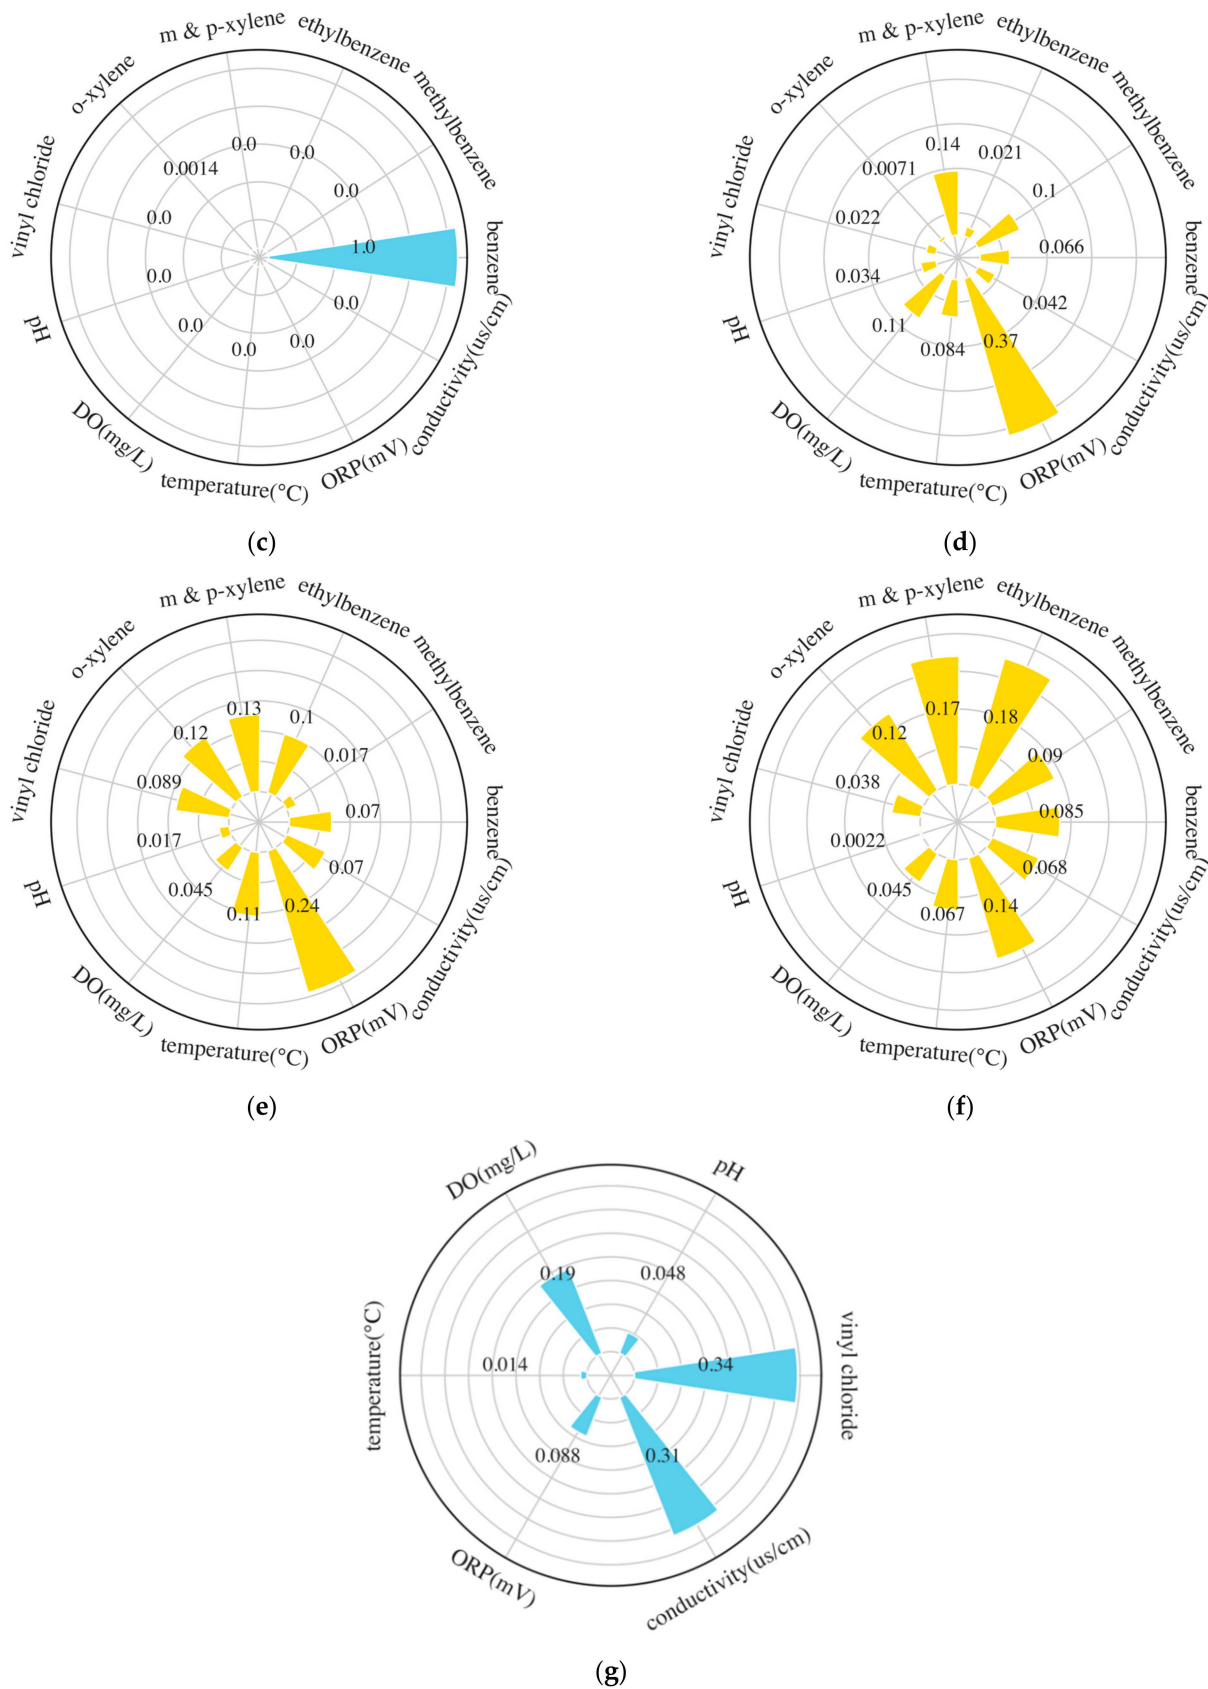 m & p-xylene
ethylbenzene
methylbenzene
o-xylene
vinyl chloride
benzene
pH
DO(mg/L)
temperature(°C)
ORP(mV)
conductivity(us/cm)
0.0
0.0
0.0014
0.0
0.0
1.0
0.0
0.0
0.0
0.0
0.0
(c)
m & p-xylene
ethylbenzene
methylbenzene
o-xylene
vinyl chloride
benzene
pH
DO(mg/L)
temperature(°C)
ORP(mV)
conductivity(us/cm)
0.14
0.021
0.0071
0.1
0.022
0.066
0.034
0.042
0.11
0.084
0.37
(d)
m & p-xylene
ethylbenzene
methylbenzene
o-xylene
vinyl chloride
benzene
pH
DO(mg/L)
temperature(°C)
ORP(mV)
conductivity(us/cm)
0.13
0.1
0.12
0.017
0.089
0.07
0.017
0.07
0.045
0.11
0.24
(e)
m & p-xylene
ethylbenzene
methylbenzene
o-xylene
vinyl chloride
benzene
pH
DO(mg/L)
temperature(°C)
ORP(mV)
conductivity(us/cm)
0.17
0.18
0.12
0.09
0.038
0.085
0.0022
0.068
0.045
0.067
0.14
(f)
DO(mg/L)
pH
temperature(°C)
vinyl chloride
ORP(mV)
conductivity(us/cm)
0.19
0.048
0.014
0.34
0.088
0.31
(g)